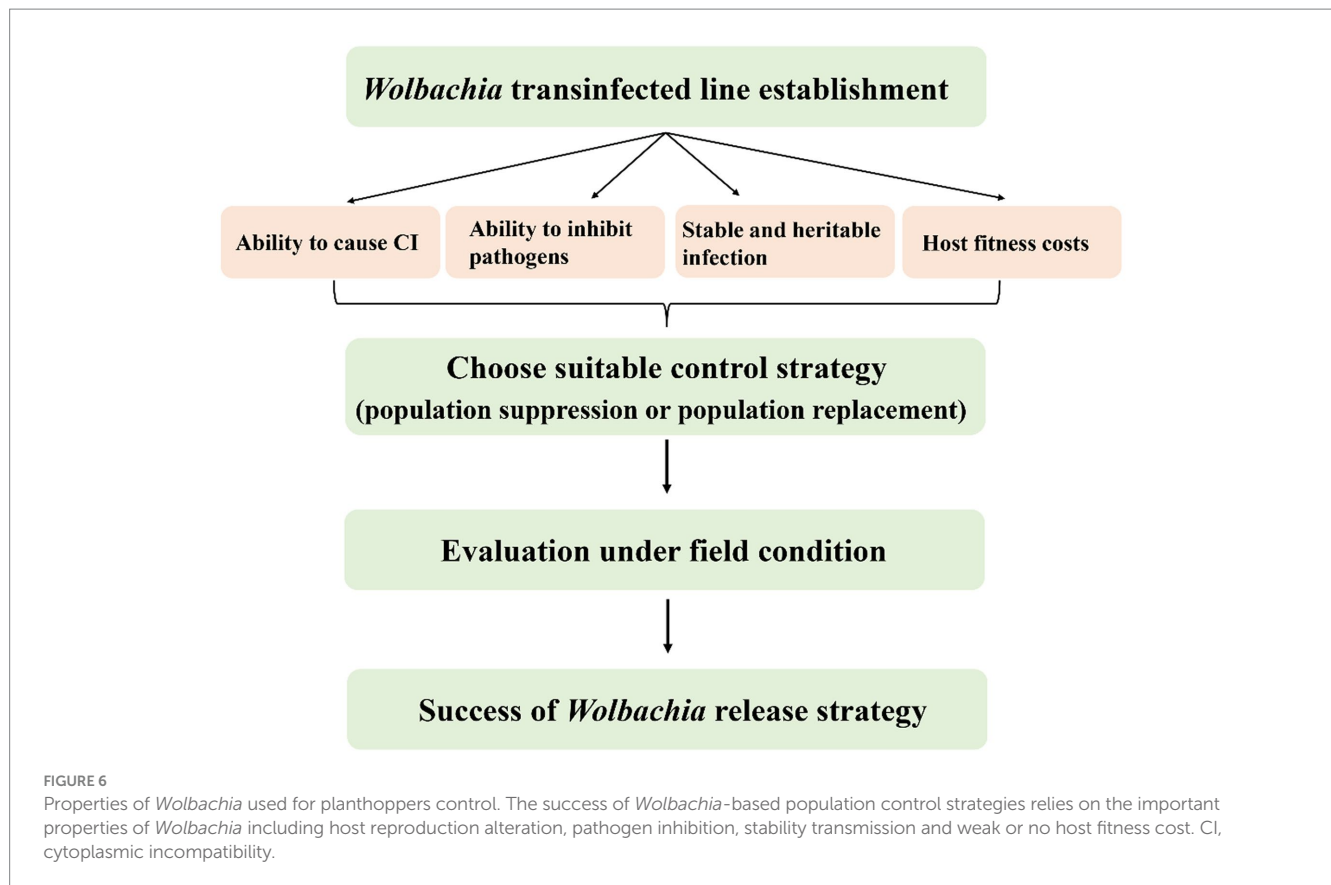 Wolbachia transinfected line establishment
Ability to cause CI
Ability to inhibit
pathogens
Stable and heritable
infection
Host fitness costs
Choose suitable control strategy
(population suppression or population replacement)
Evaluation under field condition
Success of Wolbachia release strategy
FIGURE 6
Properties of Wolbachia used for planthoppers control. The success of Wolbachia-based population control strategies relies on the important
properties of Wolbachia including host reproduction alteration, pathogen inhibition, stability transmission and weak or no host fitness cost. CI,
cytoplasmic incompatibility.